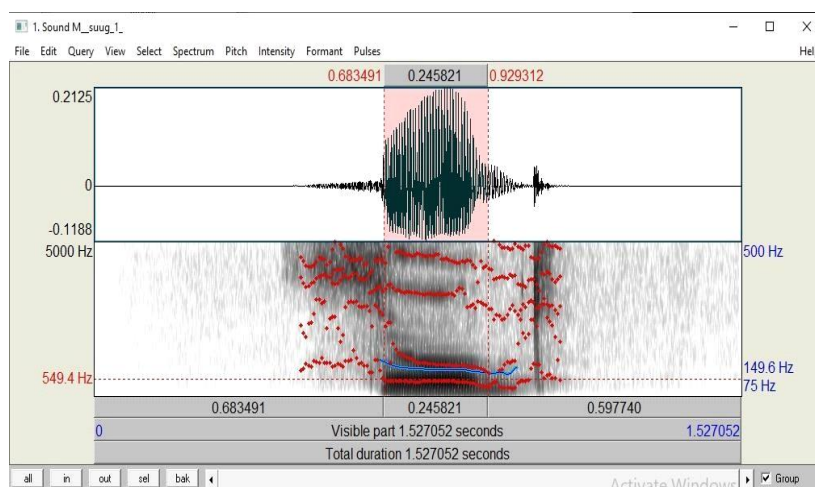 1. Sound M__suug_1_
File Edit Query View Select Spectrum Pitch Intensity Formant Pulses Hel
0.683491 0.245821 0.929312
0.2125
0
-0.1188
5000 Hz 500 Hz
149.6 Hz
549.4 Hz 75 Hz
0.683491 0.245821 0.597740
0 Visible part 1.527052 seconds 1.527052
Total duration 1.527052 seconds
all in out sel bak Activate Windows Group